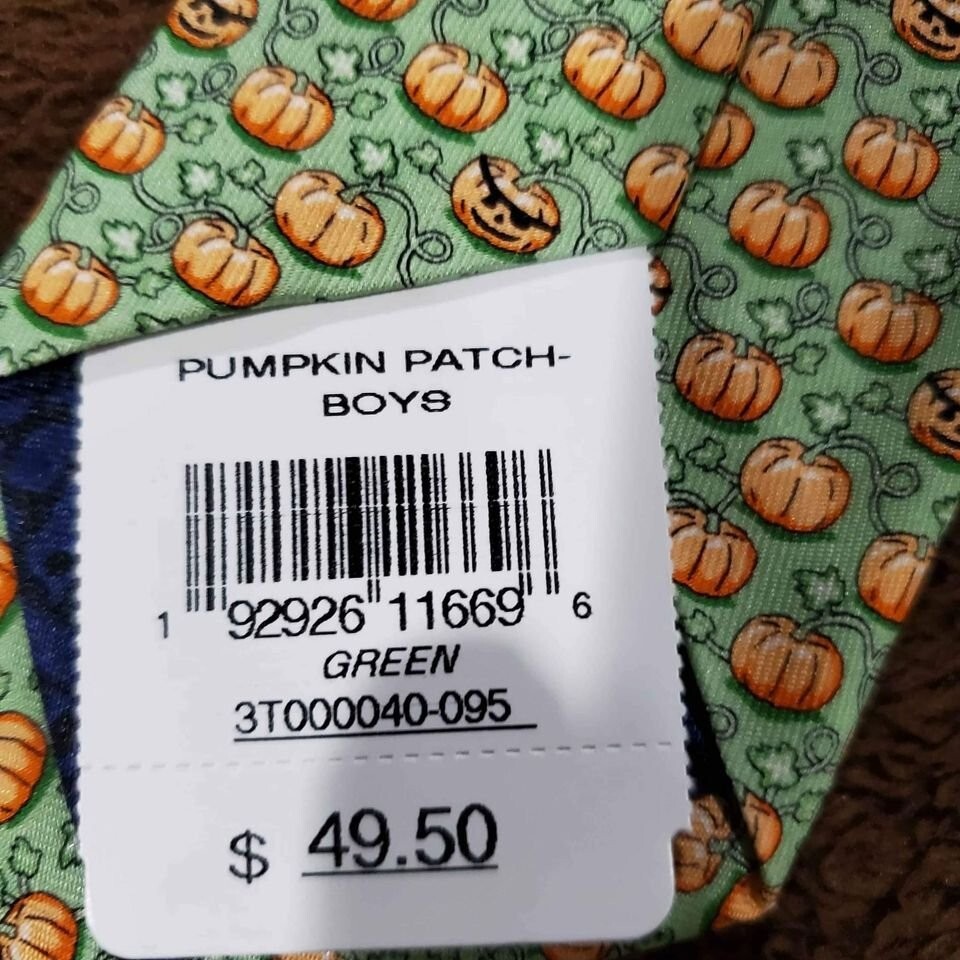 PUMPKIN PATCH-
BOYS
1 92926 11669 6
GREEN
3T000040-095
$ 49.50